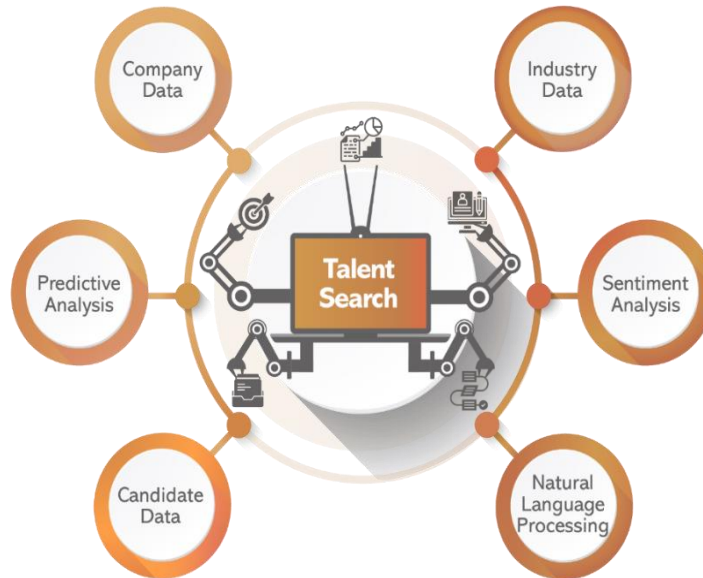 Company
Data
Industry
Data
Talent
Search
Predictive
Analysis
Sentiment
Analysis
Candidate
Data
Natural
Language
Processing